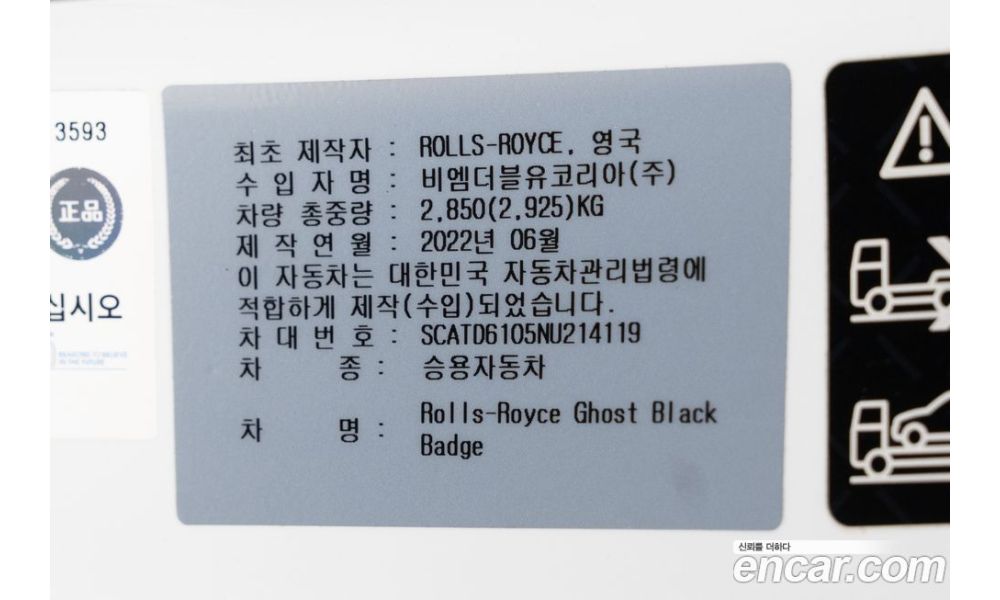 3593
正品
십시오
최초 제작자 : ROLLS-ROYCE, 영국
수 입 자 명 : 비엠더블유코리아(주)
차량 총중량 : 2,850(2,925)KG
제 작 연 월 : 2022년 06월
이 자동차는 대한민국 자동차관리법령에
적합하게 제작(수입)되었습니다.
차 대 번 호 : SCATD6105NU214119
차 종 : 승용자동차
차 명 : Rolls-Royce Ghost Black
Badge
신뢰를 더하다
encar.com